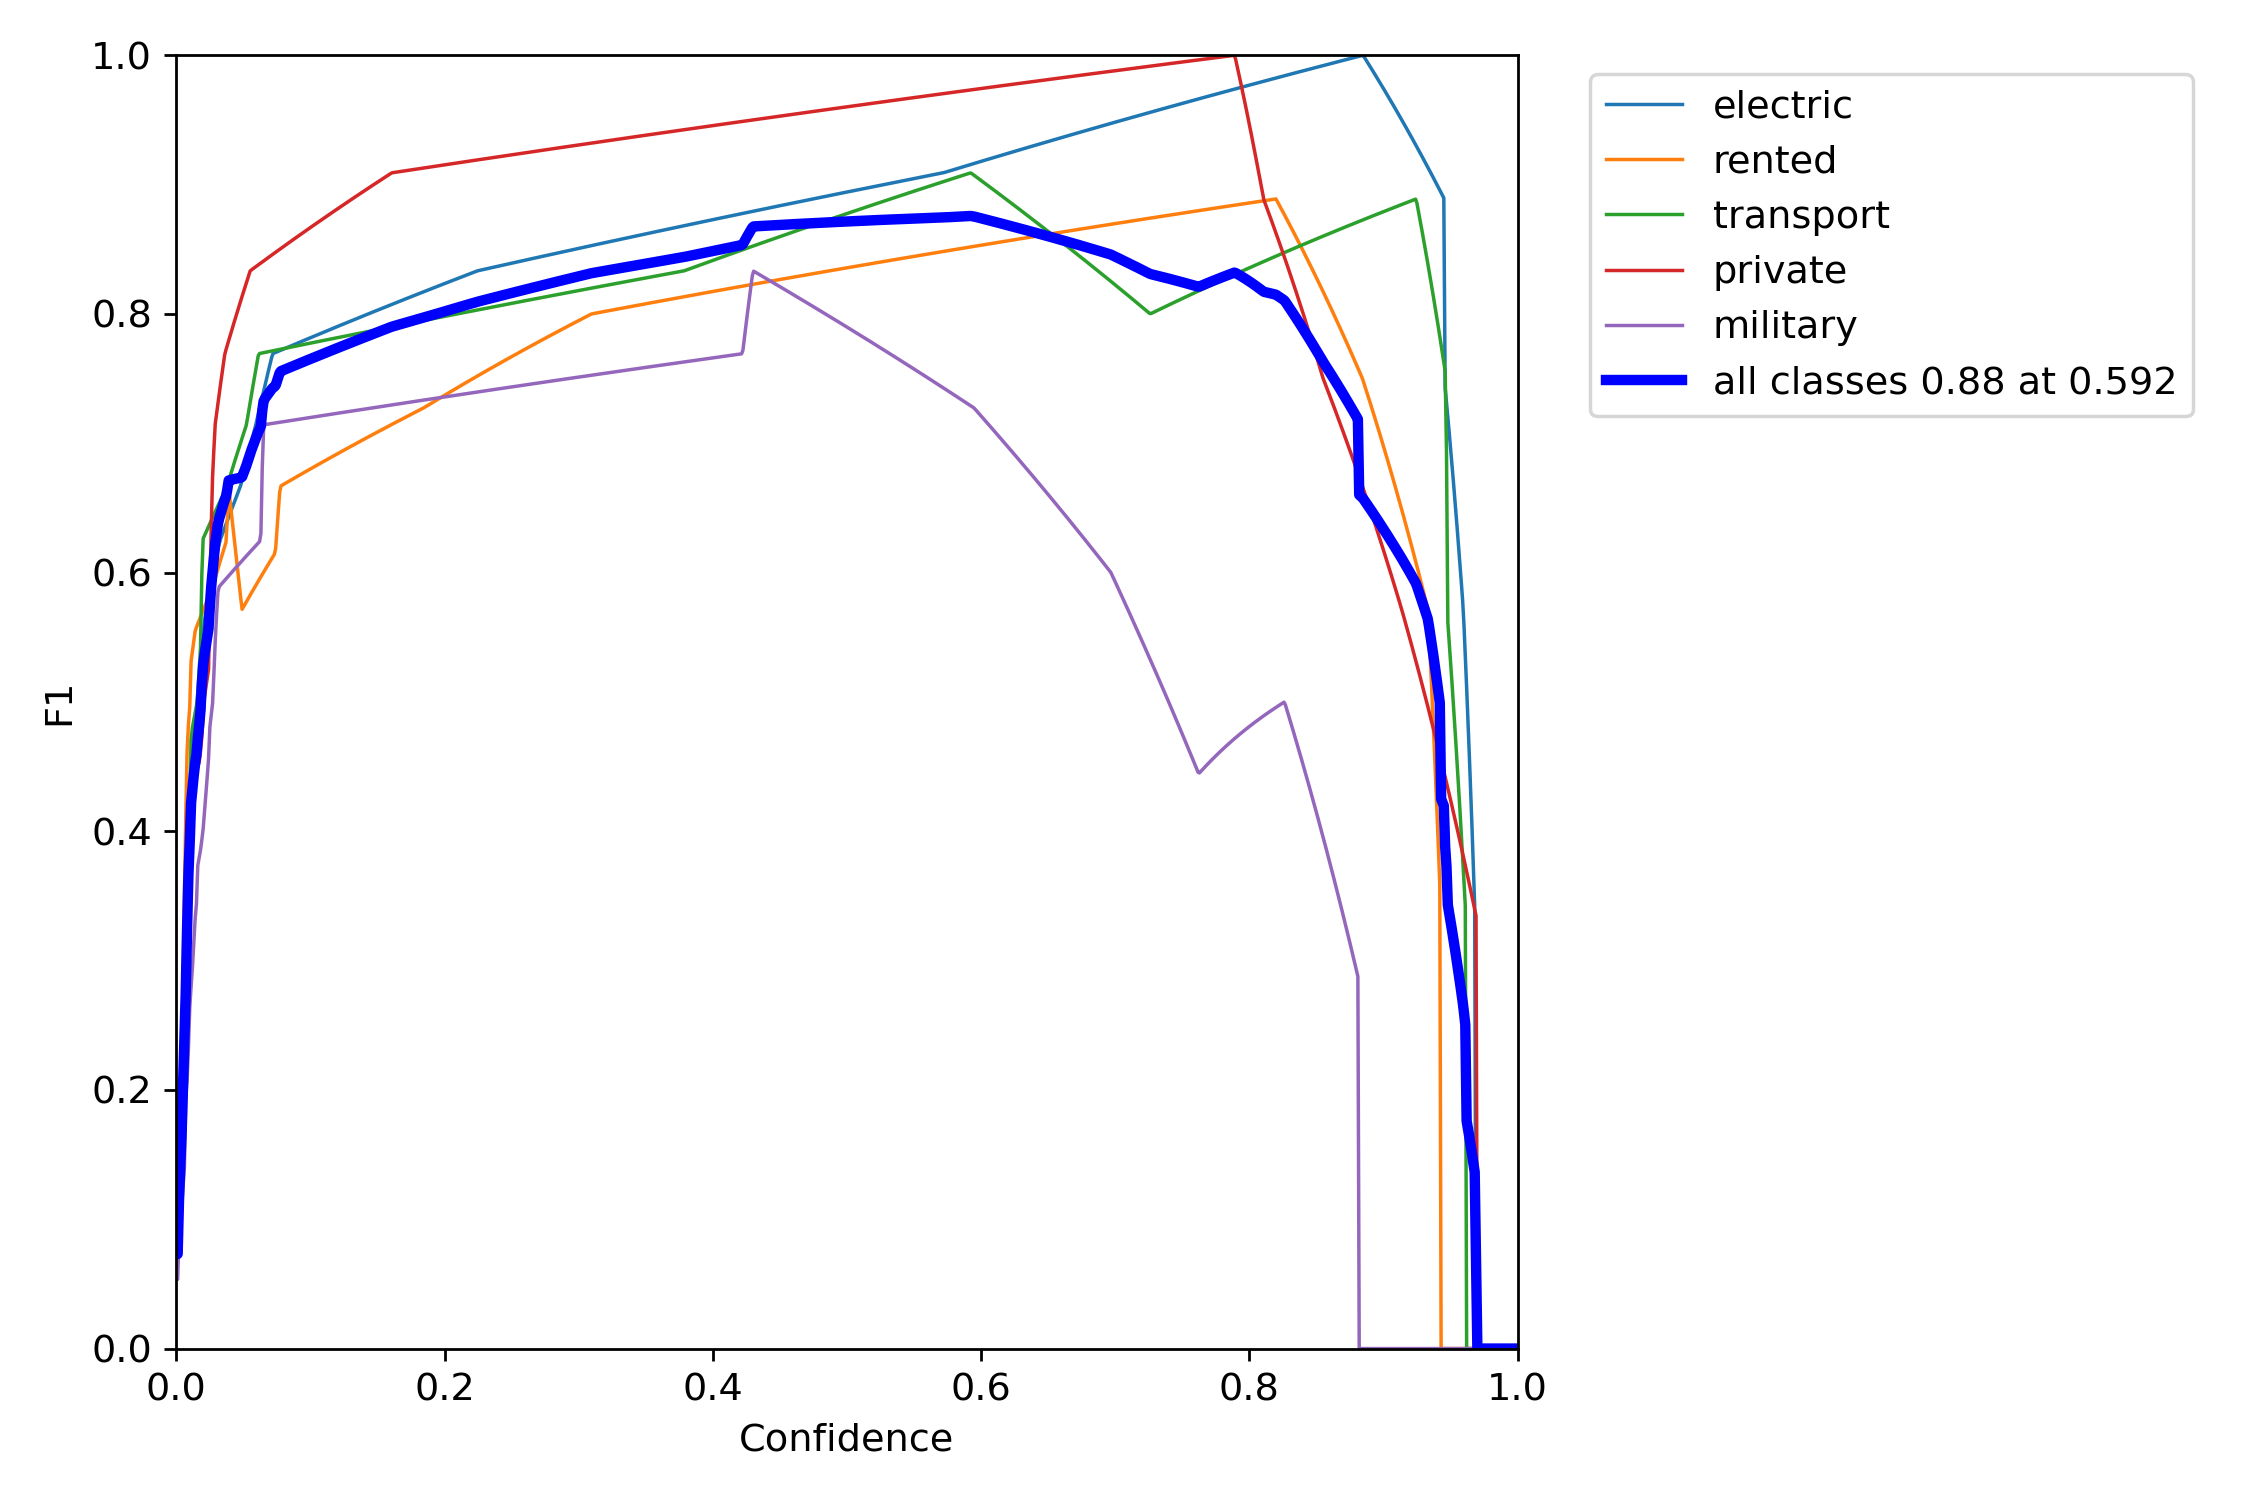 1.0
0.8
0.6
0.4
0.2
0.0
F1
0.0 0.2 0.4 0.6 0.8 1.0
Confidence
electric
rented
transport
private
military
all classes 0.88 at 0.592